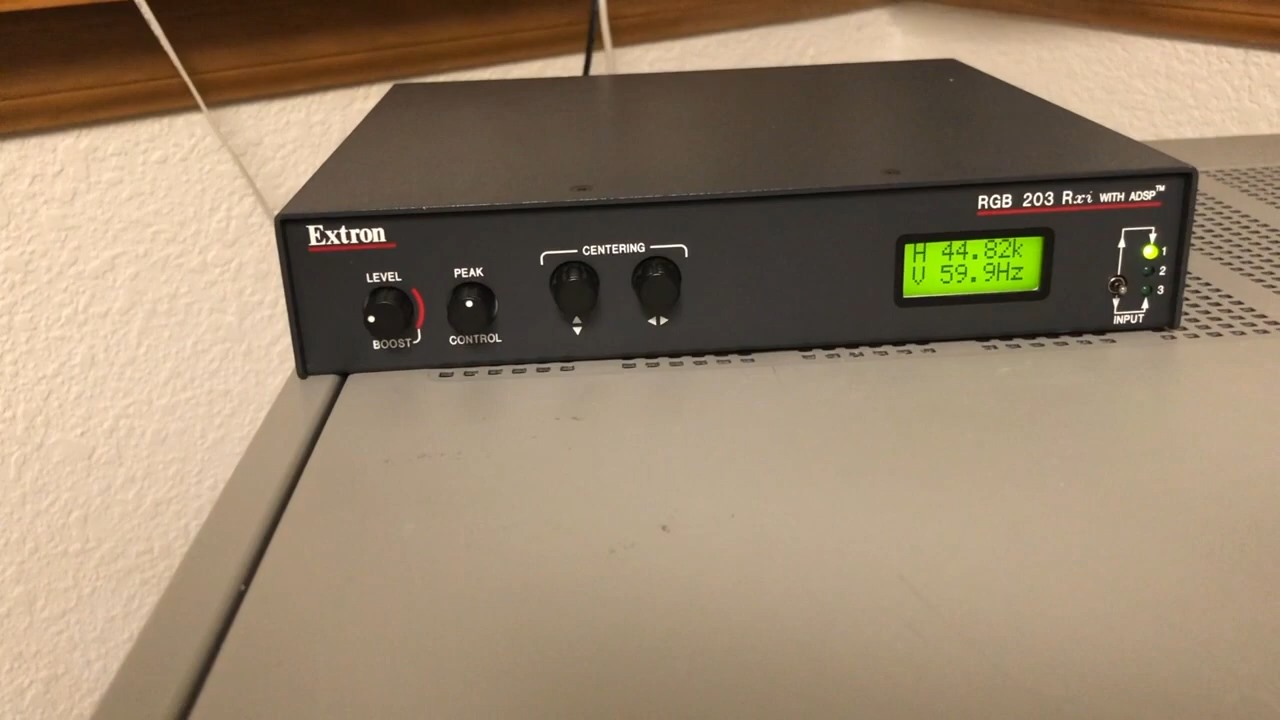 Extron
RGB 203 Rxi WITH ADSP™
LEVEL
BOOST
PEAK
CONTROL
CENTERING
H 44.82k
V 59.9Hz
1
2
3
INPUT